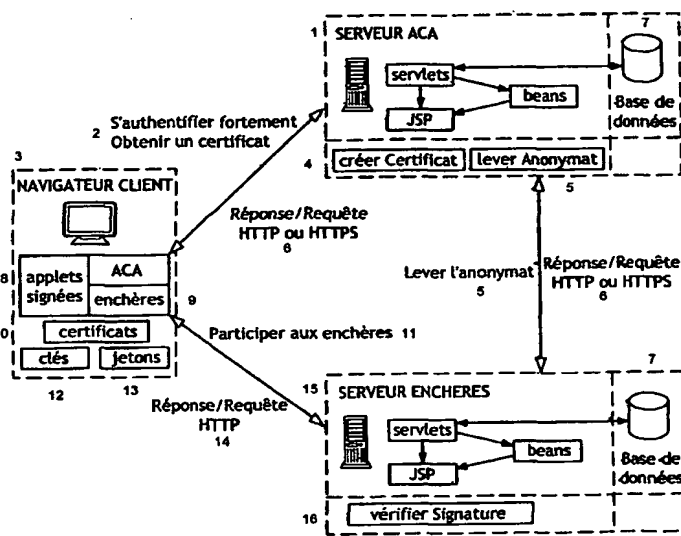 1 SERVEUR ACA
7
servlets
beans
JSP
Base de
données
2 S'authentifier fortement
Obtenir un certificat
4 créer Certificat lever Anonymat
5
3
NAVIGATEUR CLIENT
Réponse/Requête
HTTP ou HTTPS
6
8 applets
signées
ACA
enchères 9
0 certificats
clés jetons
12 13
Lever l'anonymat
5
Réponse/Requête
HTTP ou HTTPS
6
Participer aux enchères 11
Réponse/Requête
HTTP
14
15 SERVEUR ENCHERES
7
servlets
beans
JSP
Base de
données
16 vérifier Signature